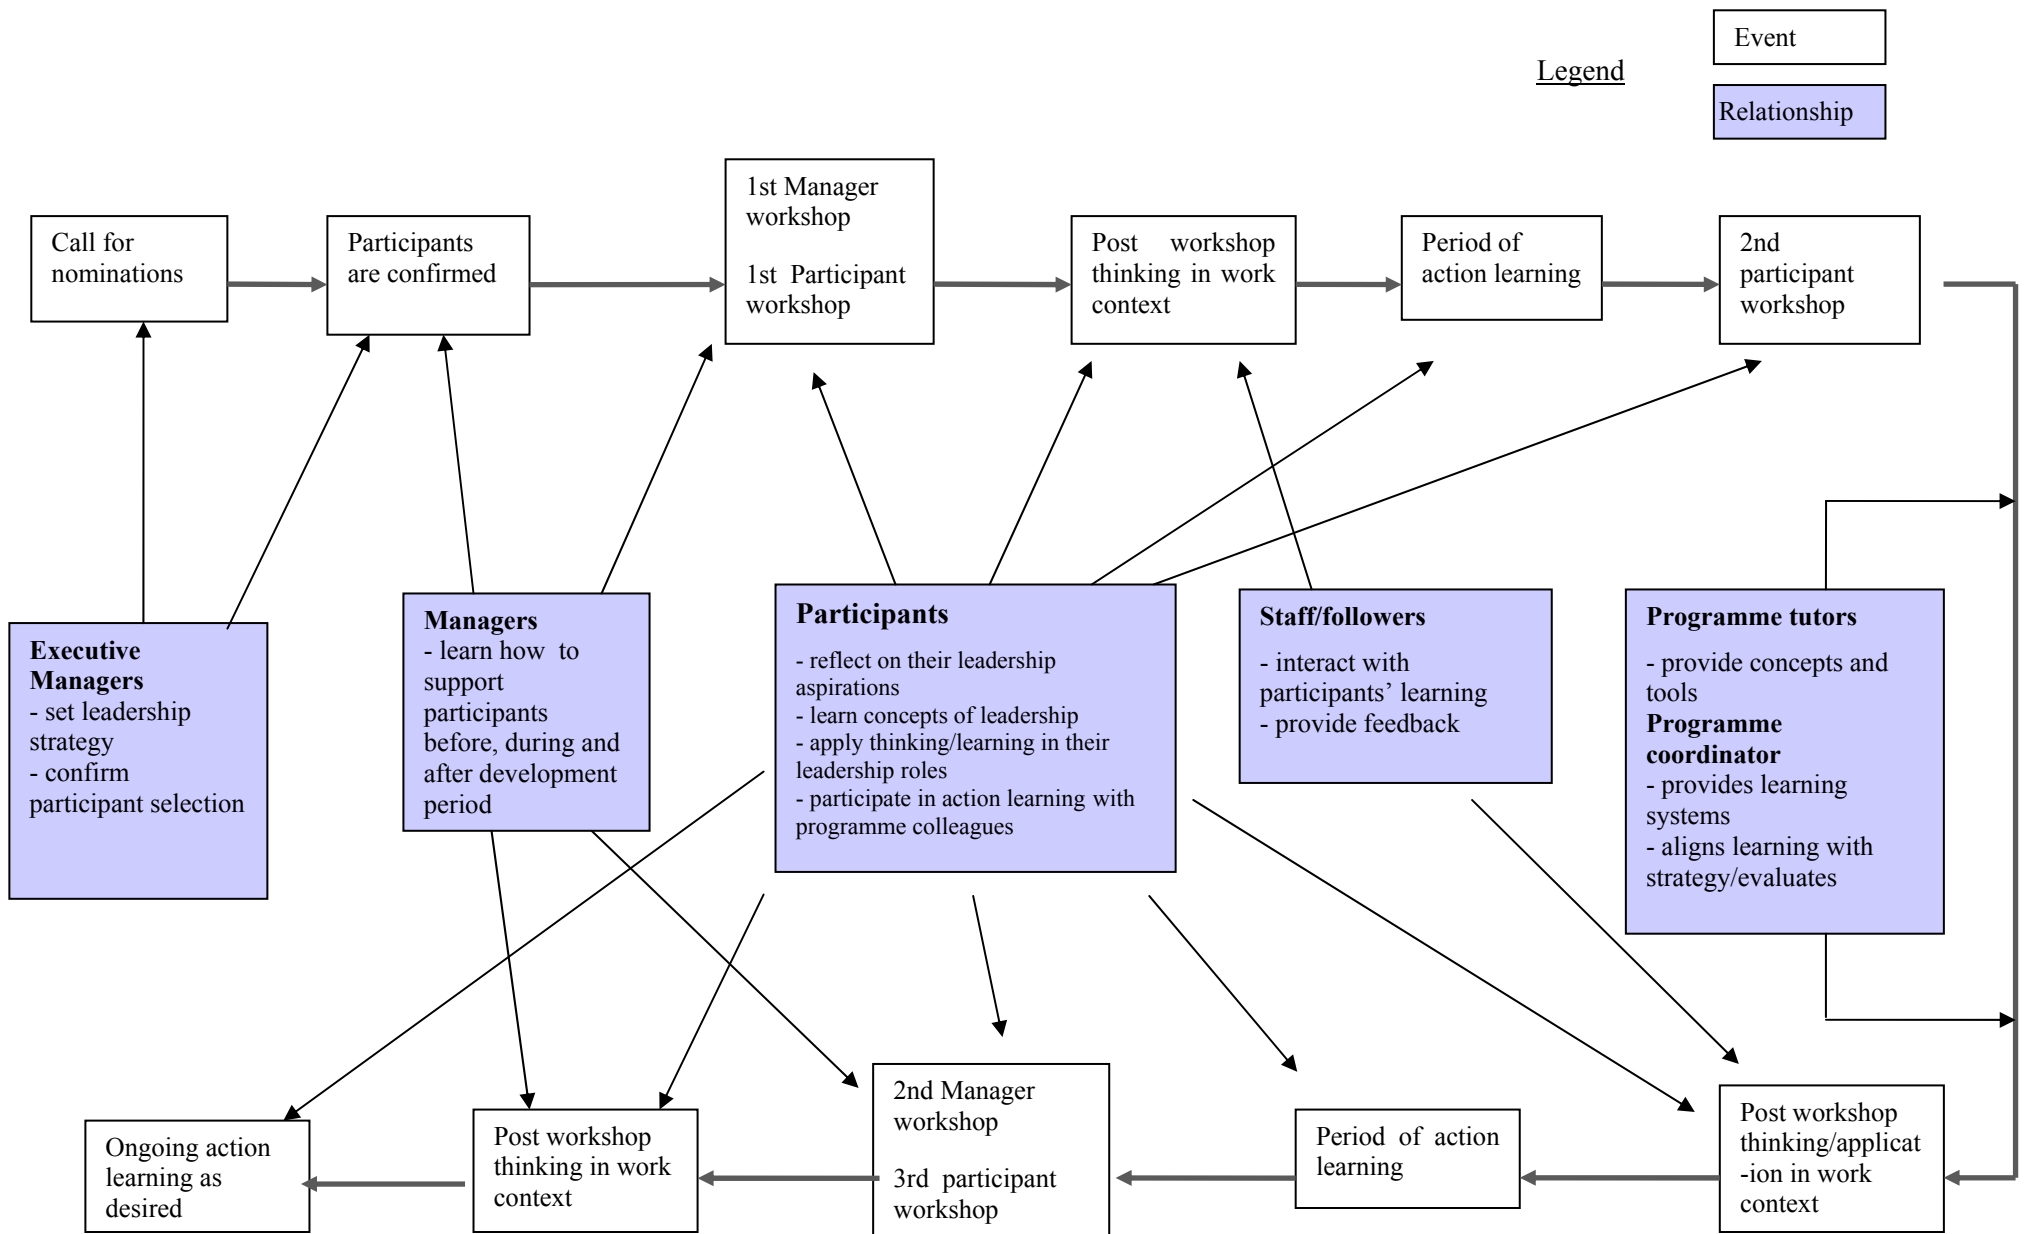 Event
Legend
Relationship
Call for
nominations
Participants
are confirmed
1st Manager
workshop
1st Participant
workshop
Post workshop
thinking in work
context
Period of
action learning
2nd
participant
workshop
Executive
Managers
- set leadership
strategy
- confirm
participant selection
Managers
- learn how to
support
participants
before, during and
after development
period
Participants
- reflect on their leadership
aspirations
- learn concepts of leadership
- apply thinking/learning in their
leadership roles
- participate in action learning with
programme colleagues
Staff/followers
- interact with
participants’ learning
- provide feedback
Programme tutors
- provide concepts and
tools
Programme
coordinator
- provides learning
systems
- aligns learning with
strategy/evaluates
Ongoing action
learning as
desired
Post workshop
thinking in work
context
2nd Manager
workshop
3rd participant
workshop
Period of action
learning
Post workshop
thinking/applicat
-ion in work
context